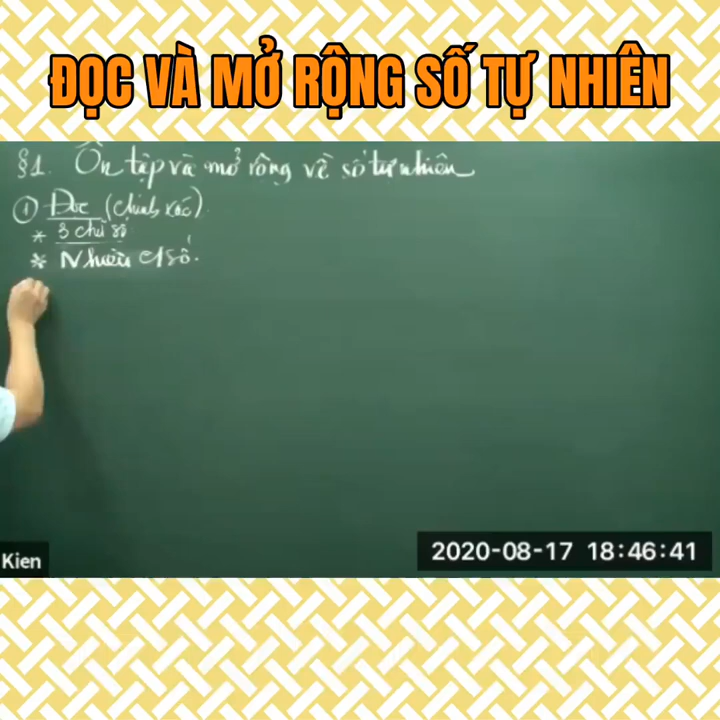 ĐỌC VÀ MỞ RỘNG SỐ TỰ NHIÊN
§1. Ôn tập và mở rộng về số tự nhiên
① Đọc (chính xác)
* 3 chữ số
* Nhiều c/số.
Kien
2020-08-17 18:46:41